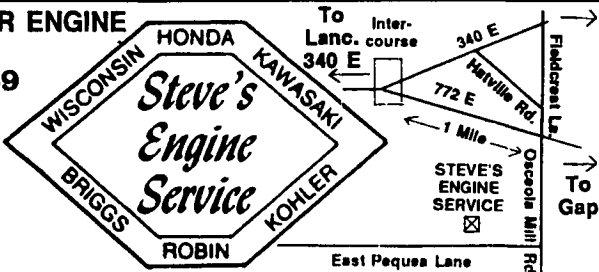 R ENGINE
9
WISCONSIN
HONDA
KAWASAKI
Steve's
Engine
Service
BRIGGS
ROBIN
KOHLER
To
Lanc.
340 E
Inter-
course
340 E
Hatville Rd.
772 E
Fieldcrest La.
1 Mile
STEVE'S
ENGINE
SERVICE
Osceola Mill Rd
To
Gap
East Pequea Lane